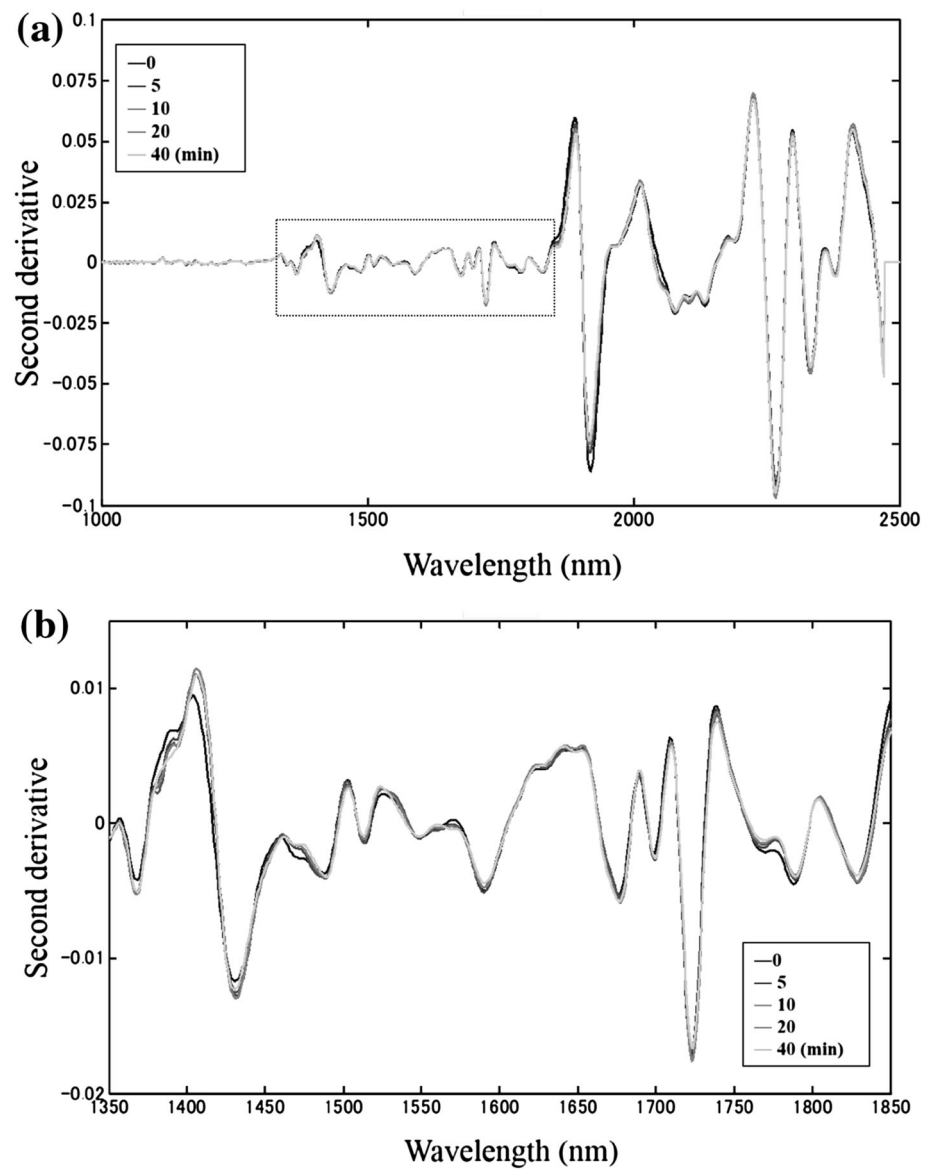 (a)
0.1
0.075
0.05
0.025
0
-0.025
-0.05
-0.075
-0.1
Second derivative
0
5
10
20
40 (min)
1000 1500 2000 2500
Wavelength (nm)
(b)
0.01
0
-0.01
-0.02
Second derivative
0
5
10
20
40 (min)
1350 1400 1450 1500 1550 1600 1650 1700 1750 1800 1850
Wavelength (nm)